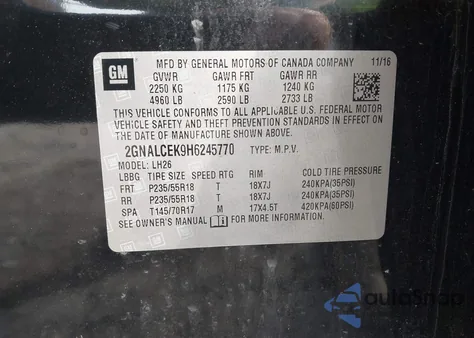 GM
MFD BY GENERAL MOTORS OF CANADA COMPANY 11/16
GVWR GAWR FRT GAWR RR
2250 KG 1175 KG 1240 KG
4960 LB 2590 LB 2733 LB
THIS VEHICLE CONFORMS TO ALL APPLICABLE U.S. FEDERAL MOTOR
VEHICLE SAFETY AND THEFT PREVENTION STANDARDS IN EFFECT ON
THE DATE OF MANUFACTURE SHOWN ABOVE.
2GNALCEK9H6245770 TYPE: M.P.V.
MODEL: LH26
LBBG TIRE SIZE SPEED RTG RIM COLD TIRE PRESSURE
FRT P235/55R18 T 18X7J 240KPA(35PSI)
RR P235/55R18 T 18X7J 240KPA(35PSI)
SPA T145/70R17 M 17X4.5T 420KPA(60PSI)
SEE OWNER'S MANUAL FOR MORE INFORMATION.
autoSnap